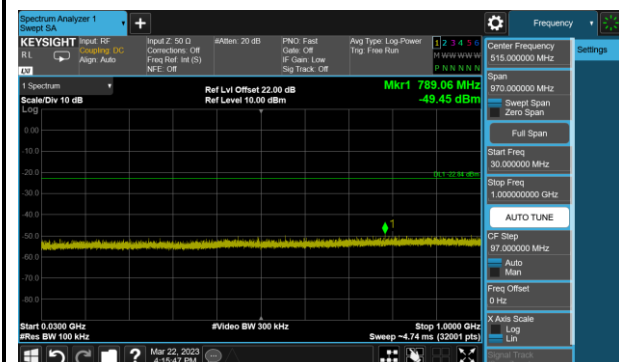 Spectrum Analyzer 1
Swept SA
Frequency
KEYSIGHT
RL
Input: RF
Coupling: DC
Align: Auto
Input Z: 50 Ω
Corrections: Off
Freq Ref: Int (S)
NFE: Off
#Atten: 20 dB
PNO: Fast
Gate: Off
IF Gain: Low
Sig Track: Off
Avg Type: Log-Power
Trig: Free Run
1 2 3 4 5 6
M W W W W W
P N N N N N
1 Spectrum
Scale/Div 10 dB
Log
Ref Lvl Offset 22.00 dB
Ref Level 10.00 dBm
Mkr1 789.06 MHz
-49.45 dBm
0.00
-10.0
-20.0
-30.0
-40.0
-50.0
-60.0
-70.0
-80.0
DL1 -22.84 dBm
1
Start 0.0300 GHz
#Res BW 100 kHz
#Video BW 300 kHz
Stop 1.0000 GHz
Sweep ~4.74 ms (32001 pts)
Mar 22, 2023
4:15:47 PM
Center Frequency
515.000000 MHz
Settings
Span
970.000000 MHz
Swept Span
Zero Span
Full Span
Start Freq
30.000000 MHz
Stop Freq
1.000000000 GHz
AUTO TUNE
CF Step
97.000000 MHz
Auto
Man
Freq Offset
0 Hz
X Axis Scale
Log
Lin
Signal Track